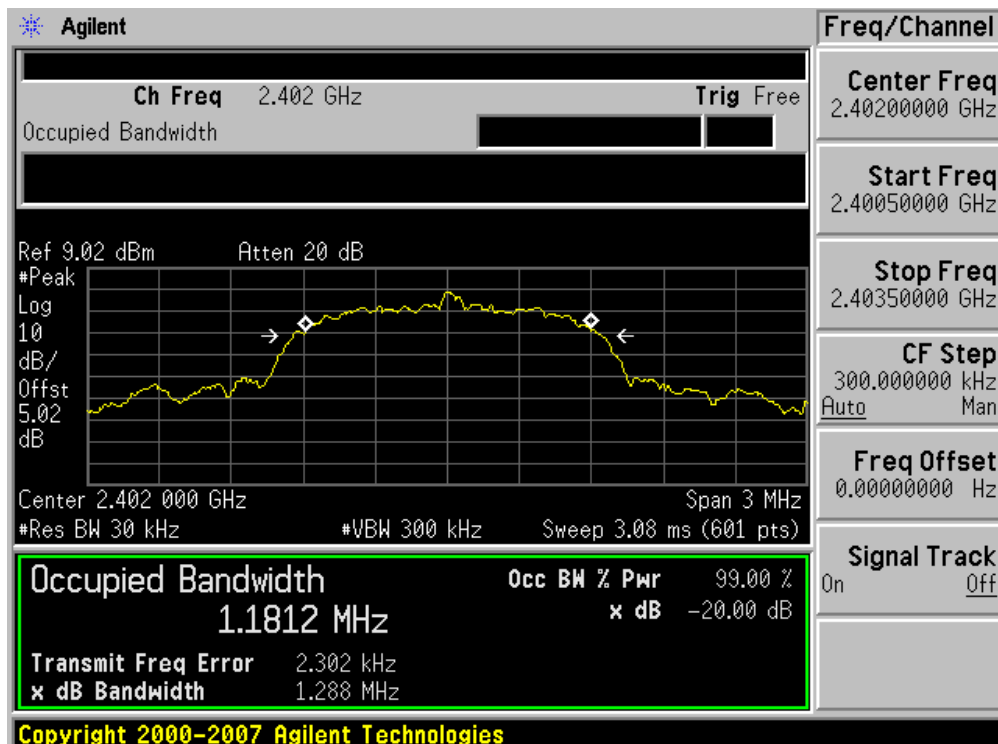 Agilent
Ch Freq 2.402 GHz Trig Free
Occupied Bandwidth
Ref 9.02 dBm Atten 20 dB
#Peak
Log
10
dB/
Offst
5.02
dB
Center 2.402 000 GHz Span 3 MHz
#Res BW 30 kHz #VBW 300 kHz Sweep 3.08 ms (601 pts)
Occupied Bandwidth
1.1812 MHz
Occ BW % Pwr 99.00 %
x dB -20.00 dB
Transmit Freq Error 2.302 kHz
x dB Bandwidth 1.288 MHz
Copyright 2000-2007 Agilent Technologies
Freq/Channel
Center Freq
2.40200000 GHz
Start Freq
2.40050000 GHz
Stop Freq
2.40350000 GHz
CF Step
300.000000 kHz
Auto Man
Freq Offset
0.00000000 Hz
Signal Track
On Off